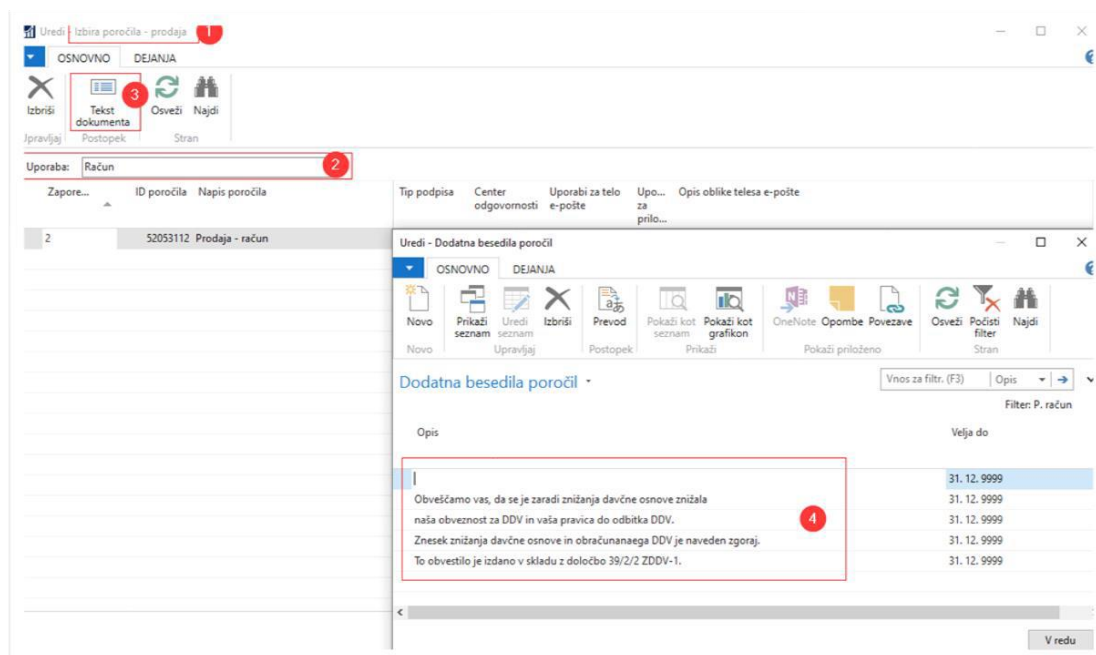 Uredi - Izbira poročila - prodaja
1
OSNOVNO DEJANJA
Izbriši
Tekst dokumenta
3
Osveži
Najdi
Upravljaj Postopek Stran
Uporaba: Račun
2
Zapore... ID poročila Napis poročila Tip podpisa Center odgovornosti Uporabi za telo e-pošte Upo... za prilo... Opis oblike telesa e-pošte
2 52053112 Prodaja - račun
Uredi - Dodatna besedila poročil
OSNOVNO DEJANJA
Novo Prikaži seznam Uredi seznam Izbriši Prevod Pokaži kot seznam Pokaži kot grafikon OneNote Opombe Povezave Osveži Počisti filter Najdi
Novo Upravljaj Postopek Prikaži Pokaži priloženo Stran
Dodatna besedila poročil
Vnos za filtr. (F3) Opis
Filter: P. račun
Opis Velja do
31. 12. 9999
Obveščamo vas, da se je zaradi znižanja davčne osnove znižala 31. 12. 9999
naša obveznost za DDV in vaša pravica do odbitka DDV. 31. 12. 9999
4
Znesek znižanja davčne osnove in obračunanaega DDV je naveden zgoraj. 31. 12. 9999
To obvestilo je izdano v skladu z določbo 39/2/2 ZDDV-1. 31. 12. 9999
V redu